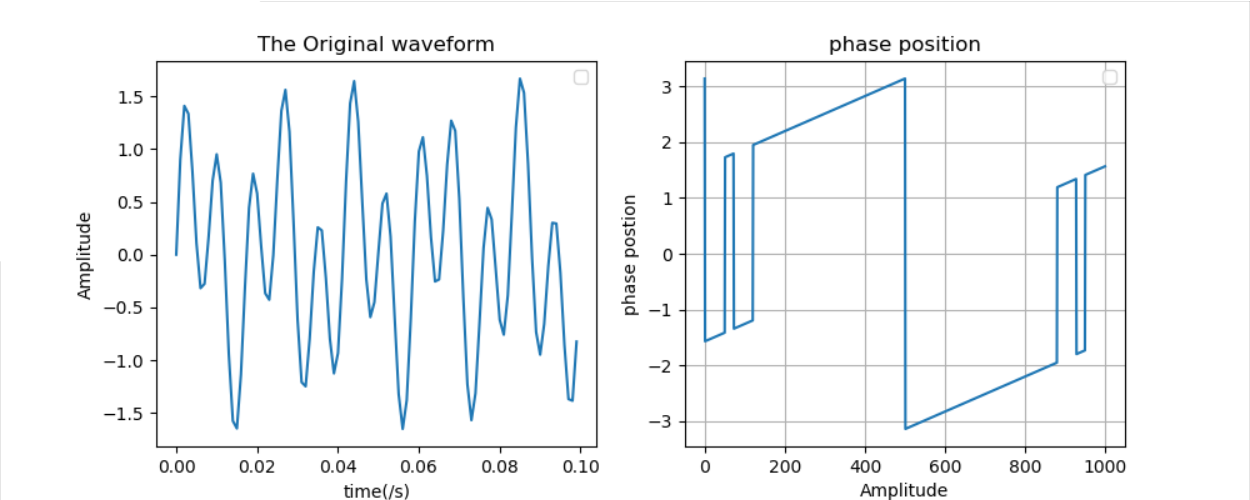 The Original waveform
Amplitude
1.5
1.0
0.5
0.0
−0.5
−1.0
−1.5
0.00 0.02 0.04 0.06 0.08 0.10
time(/s)
phase position
phase postion
3
2
1
0
−1
−2
−3
0 200 400 600 800 1000
Amplitude